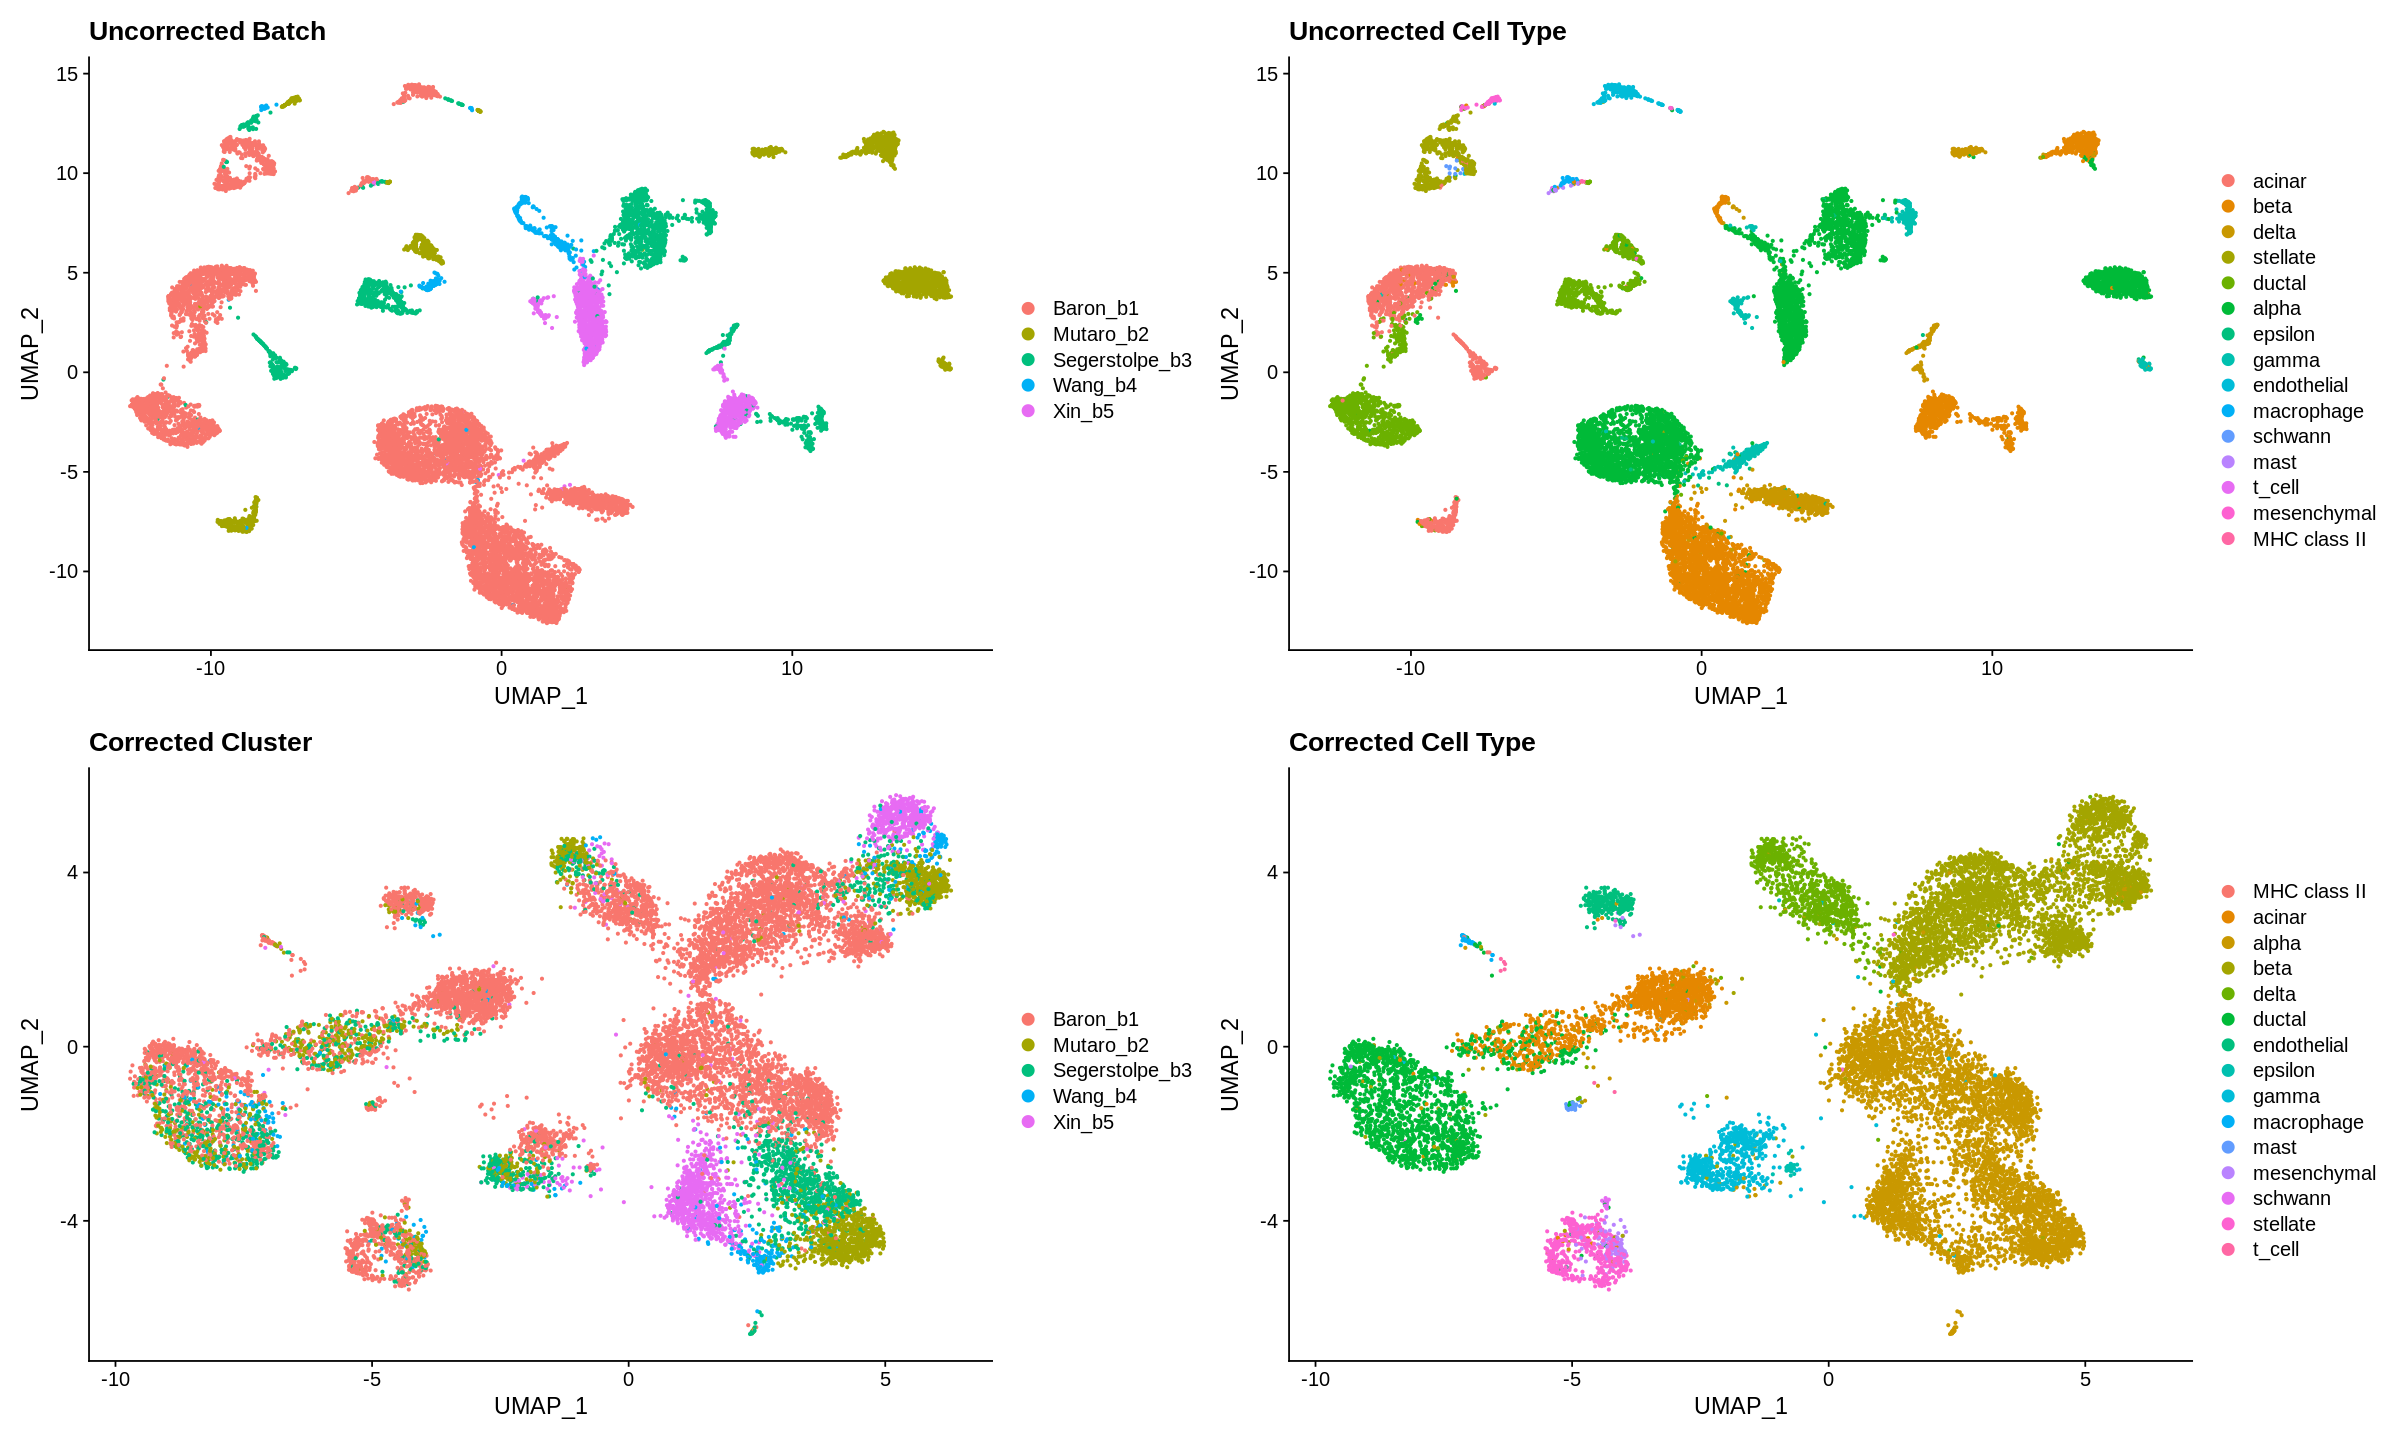 Uncorrected Batch
15
10
5
0
-5
-10
UMAP_2
-10
0
10
UMAP_1
Baron_b1
Mutaro_b2
Segerstolpe_b3
Wang_b4
Xin_b5
Uncorrected Cell Type
15
10
5
0
-5
-10
UMAP_2
-10
0
10
UMAP_1
acinar
beta
delta
stellate
ductal
alpha
epsilon
gamma
endothelial
macrophage
schwann
mast
t_cell
mesenchymal
MHC class II
Corrected Cluster
4
0
-4
UMAP_2
-10
-5
0
5
UMAP_1
Baron_b1
Mutaro_b2
Segerstolpe_b3
Wang_b4
Xin_b5
Corrected Cell Type
4
0
-4
UMAP_2
-10
-5
0
5
UMAP_1
MHC class II
acinar
alpha
beta
delta
ductal
endothelial
epsilon
gamma
macrophage
mast
mesenchymal
schwann
stellate
t_cell